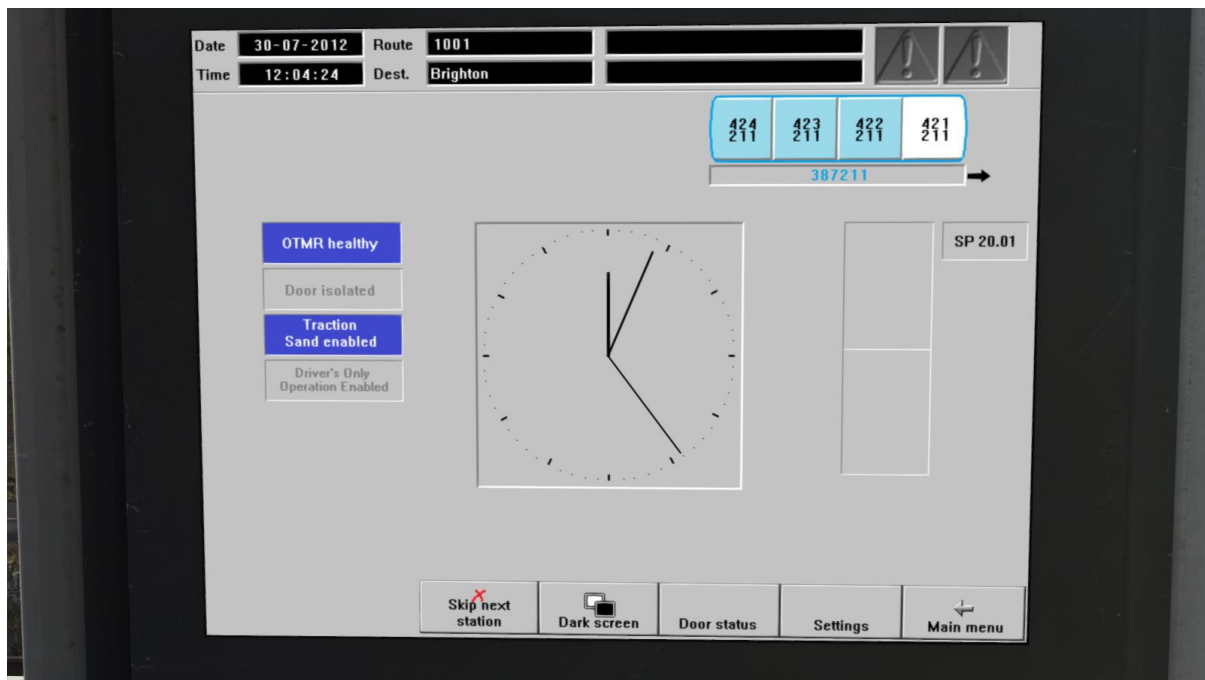 Date 30-07-2012 Route 1001
Time 12:04:24 Dest. Brighton
424 423 422 421
211 211 211 211
387211
OTMR healthy
SP 20.01
Door isolated
Traction
Sand enabled
Driver's Only
Operation Enabled
Skip next
station
Dark screen
Door status
Settings
Main menu